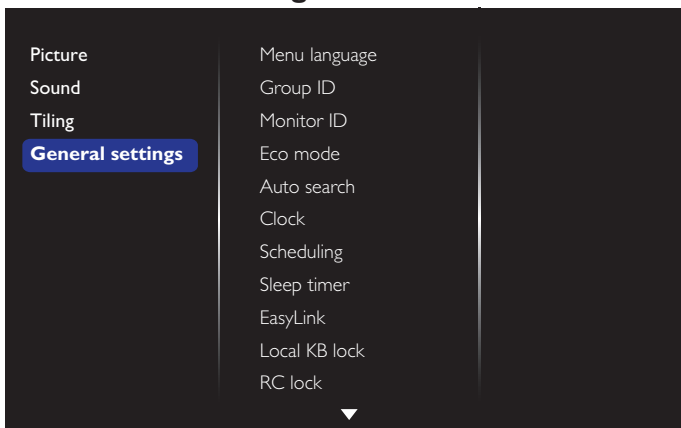 Picture
Sound
Tiling
General settings
Menu language
Group ID
Monitor ID
Eco mode
Auto search
Clock
Scheduling
Sleep timer
EasyLink
Local KB lock
RC lock